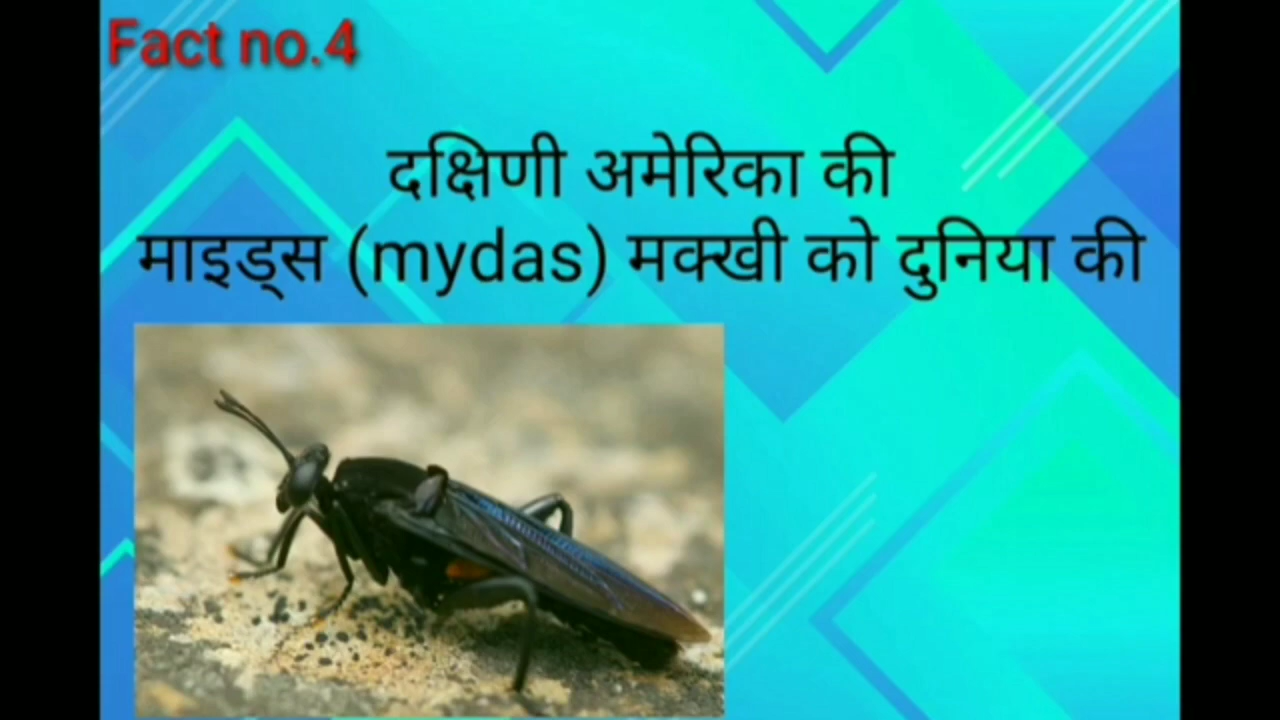 Fact no.4
दक्षिणी अमेरिका की
माइड्स (mydas) मक्खी को दुनिया की